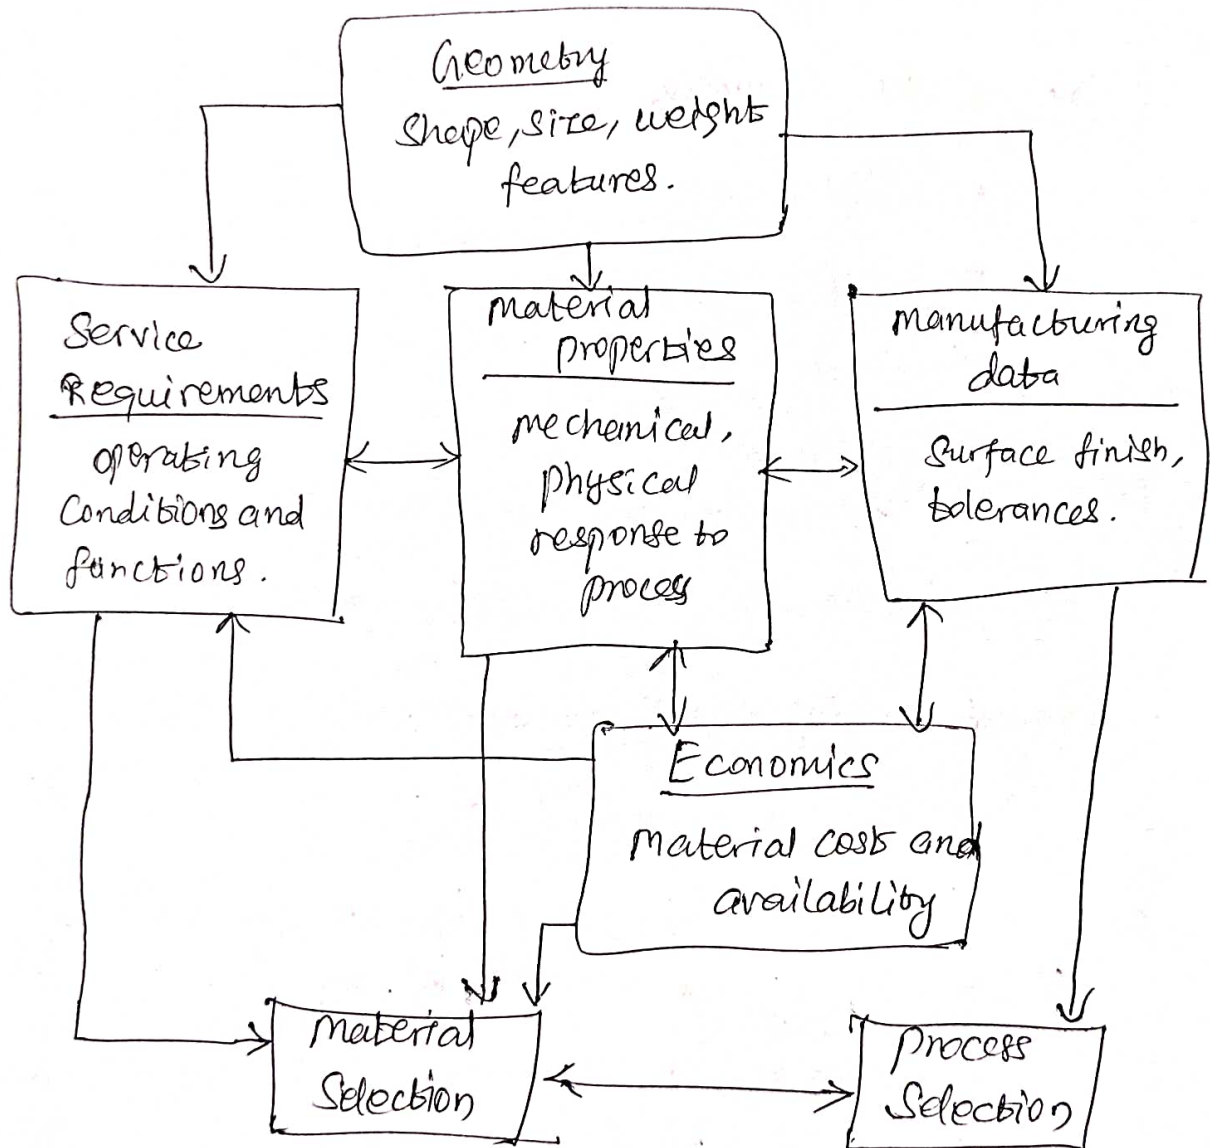 Geometry
shape, size, weight
features.
Service
Requirements
operating
Conditions and
functions.
Material
properties
mechanical,
physical
response to
process
Manufacturing
data
Surface finish,
tolerances.
Economics
Material cost and
availability
Material
Selection
Process
Selection